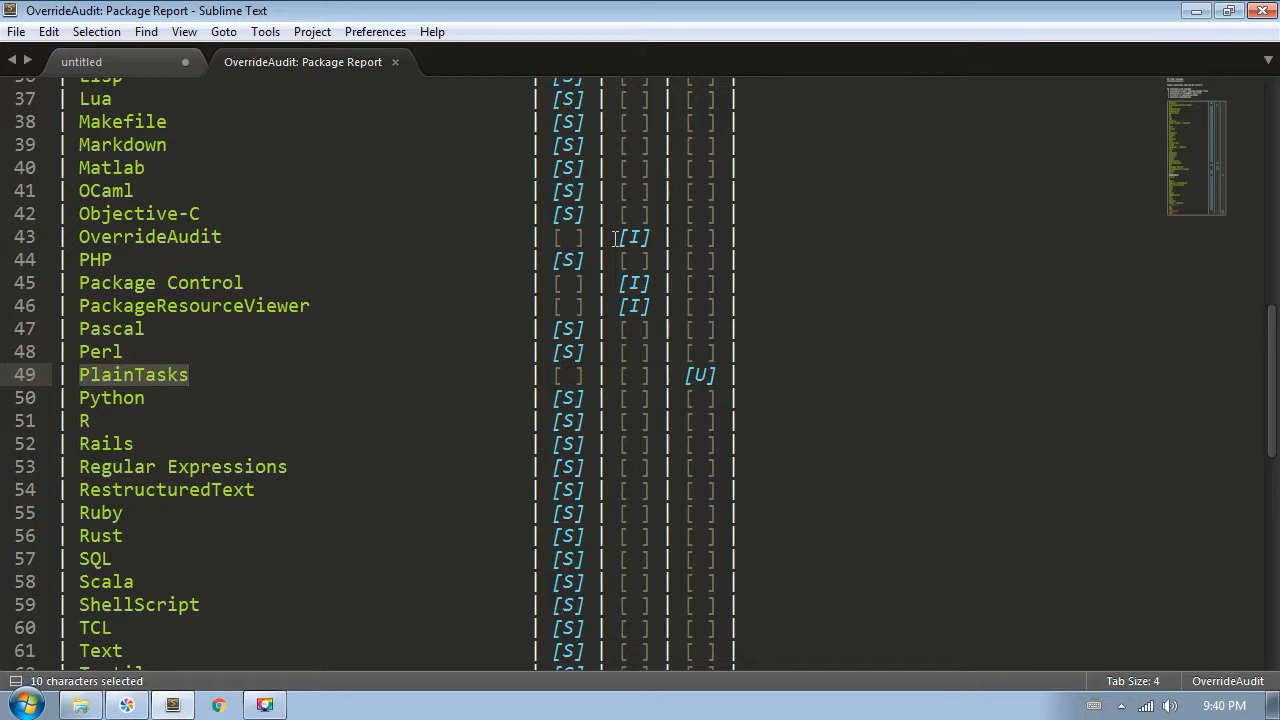 OverrideAudit: Package Report - Sublime Text
File Edit Selection Find View Goto Tools Project Preferences Help
untitled OverrideAudit: Package Report
37 | Lua | [S] | [ ] | [ ] |
38 | Makefile | [S] | [ ] | [ ] |
39 | Markdown | [S] | [ ] | [ ] |
40 | Matlab | [S] | [ ] | [ ] |
41 | OCaml | [S] | [ ] | [ ] |
42 | Objective-C | [S] | [ ] | [ ] |
43 | OverrideAudit | [ ] | [I] | [ ] |
44 | PHP | [S] | [ ] | [ ] |
45 | Package Control | [ ] | [I] | [ ] |
46 | PackageResourceViewer | [ ] | [I] | [ ] |
47 | Pascal | [S] | [ ] | [ ] |
48 | Perl | [S] | [ ] | [ ] |
49 | PlainTasks | [ ] | [ ] | [U] |
50 | Python | [S] | [ ] | [ ] |
51 | R | [S] | [ ] | [ ] |
52 | Rails | [S] | [ ] | [ ] |
53 | Regular Expressions | [S] | [ ] | [ ] |
54 | RestructuredText | [S] | [ ] | [ ] |
55 | Ruby | [S] | [ ] | [ ] |
56 | Rust | [S] | [ ] | [ ] |
57 | SQL | [S] | [ ] | [ ] |
58 | Scala | [S] | [ ] | [ ] |
59 | ShellScript | [S] | [ ] | [ ] |
60 | TCL | [S] | [ ] | [ ] |
61 | Text | [S] | [ ] | [ ] |
10 characters selected Tab Size: 4 OverrideAudit
9:40 PM